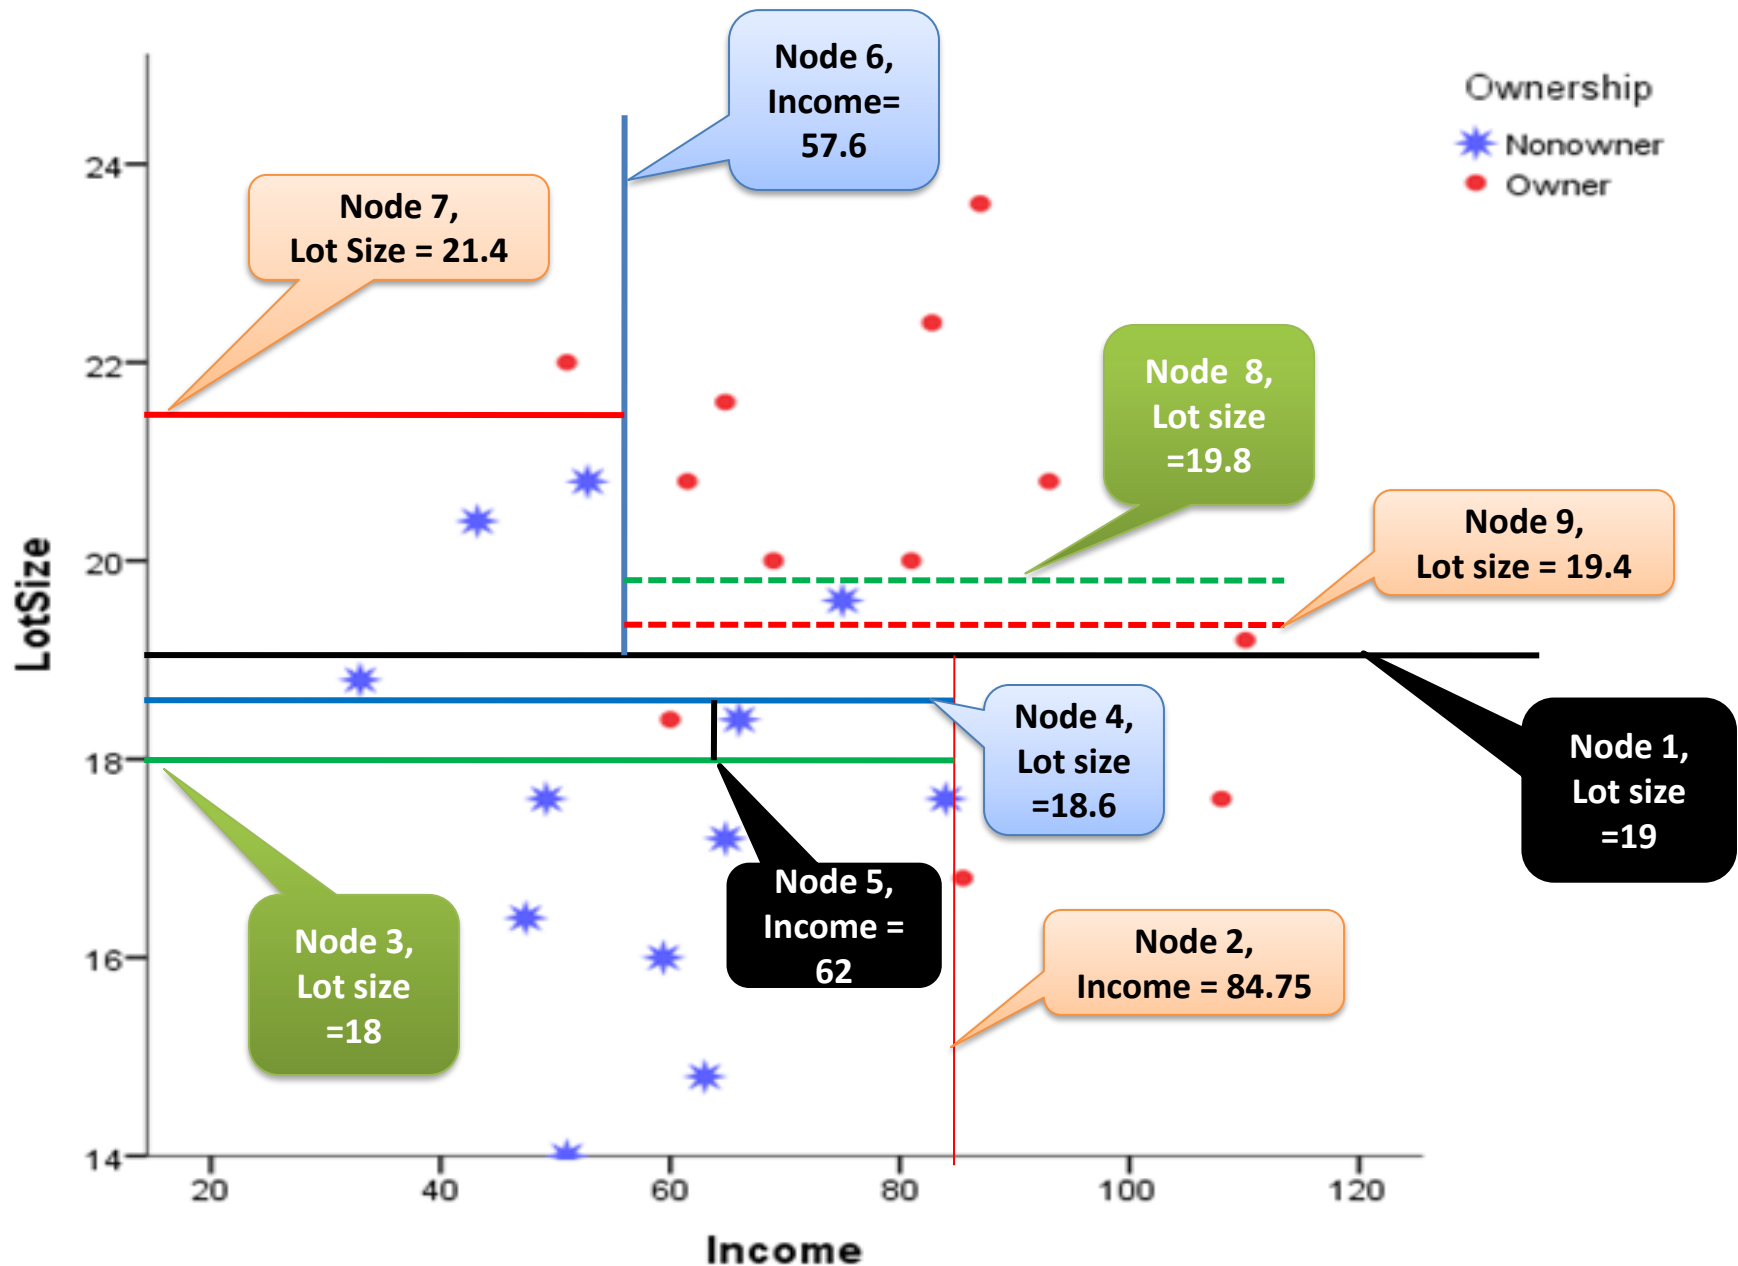 Node 6,
Income=
57.6
Ownership
Nonowner
Owner
Node 7,
Lot Size = 21.4
Node  8,
Lot size
=19.8
Node 9,
Lot size = 19.4
Node 4,
Lot size
=18.6
Node 1,
Lot size
=19
Node 5,
Income =
62
Node 3,
Lot size
=18
Node 2,
Income = 84.75
LotSize
24
22
20
18
16
14
20
40
60
80
100
120
Income